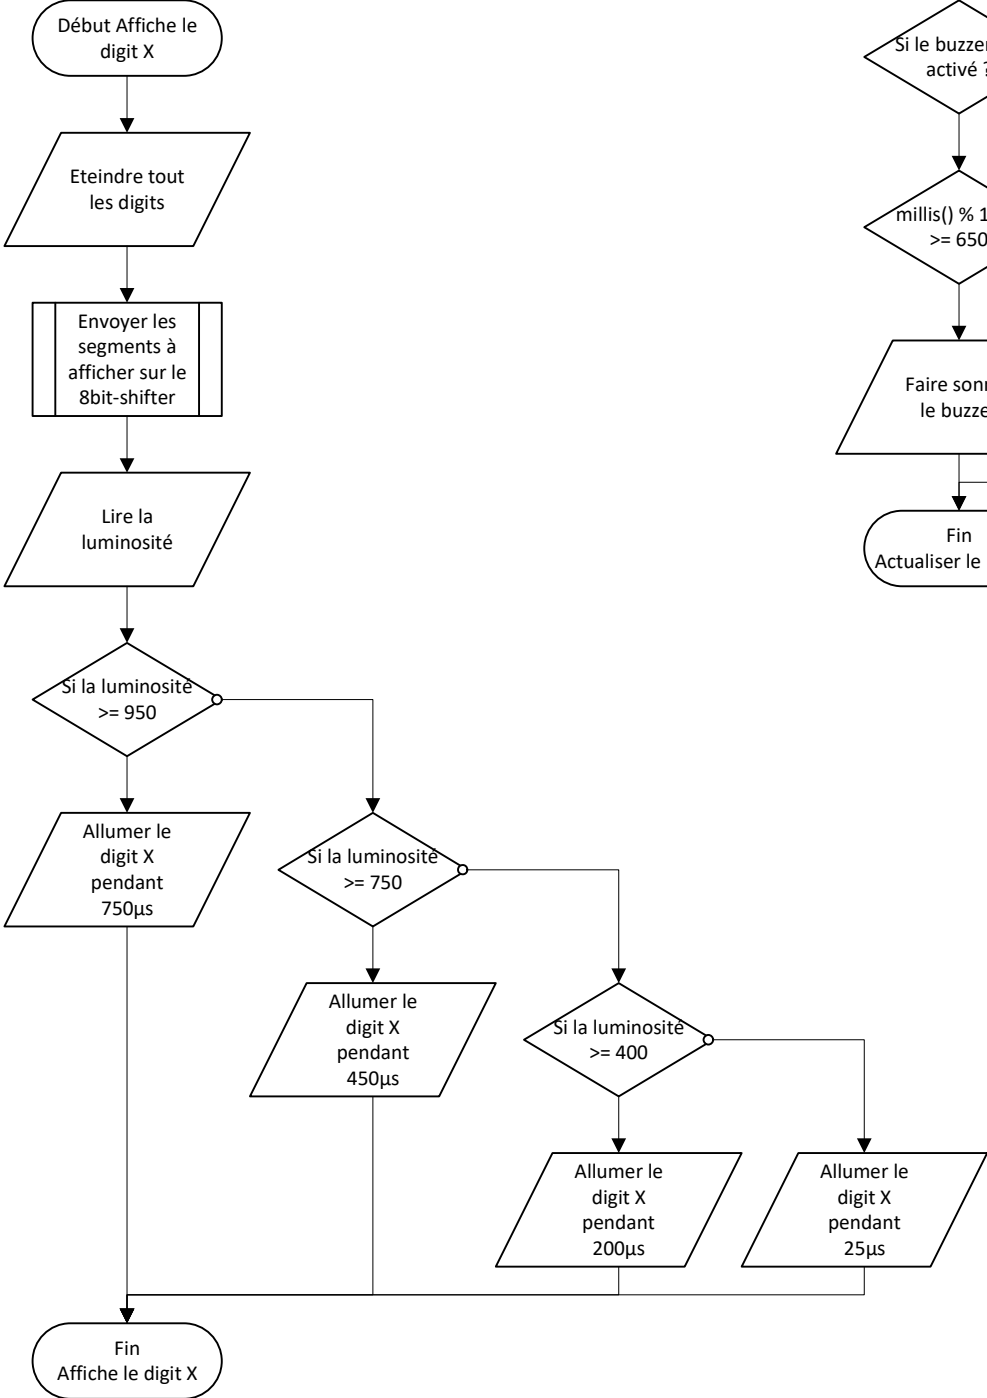 Début Affiche le
digit X
Eteindre tout
les digits
Envoyer les
segments à
afficher sur le
8bit-shifter
Lire la
luminosité
Si la luminosité
>= 950
Allumer le
digit X
pendant
750µs
Si la luminosité
>= 750
Allumer le
digit X
pendant
450µs
Si la luminosité
>= 400
Allumer le
digit X
pendant
200µs
Allumer le
digit X
pendant
25µs
Fin
Affiche le digit X
Si le
activé ?
millis() %
>= 650
Faire
le
Fin
Actualiser le